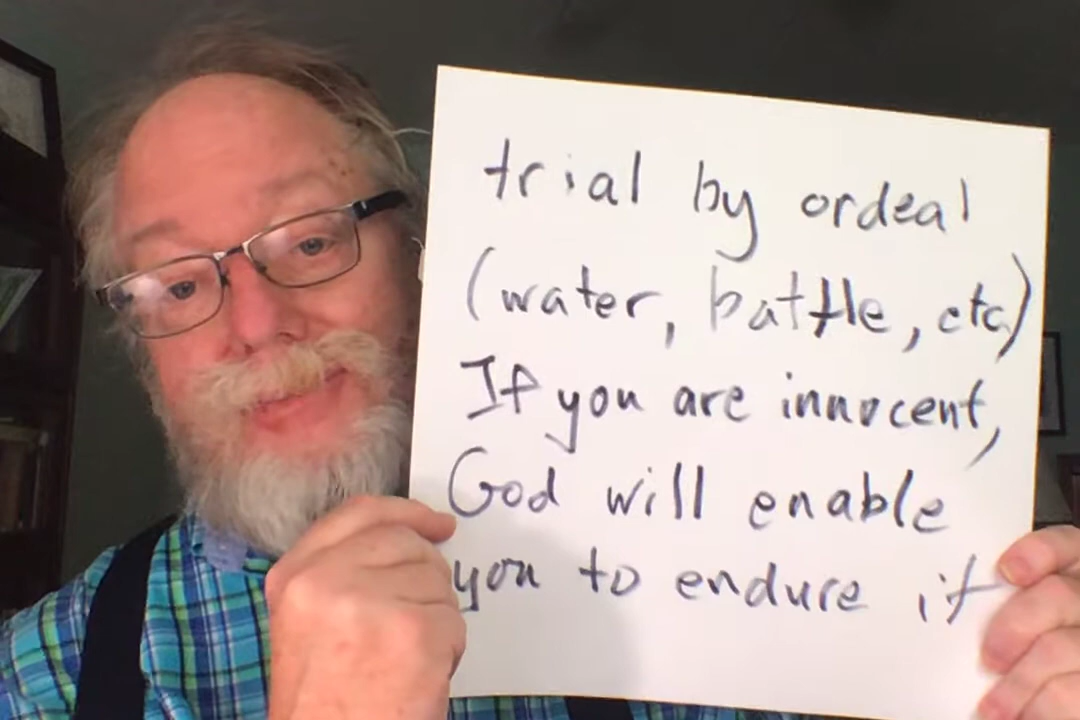 trial by ordeal
(water, battle, etc)
If you are innocent,
God will enable
you to endure it